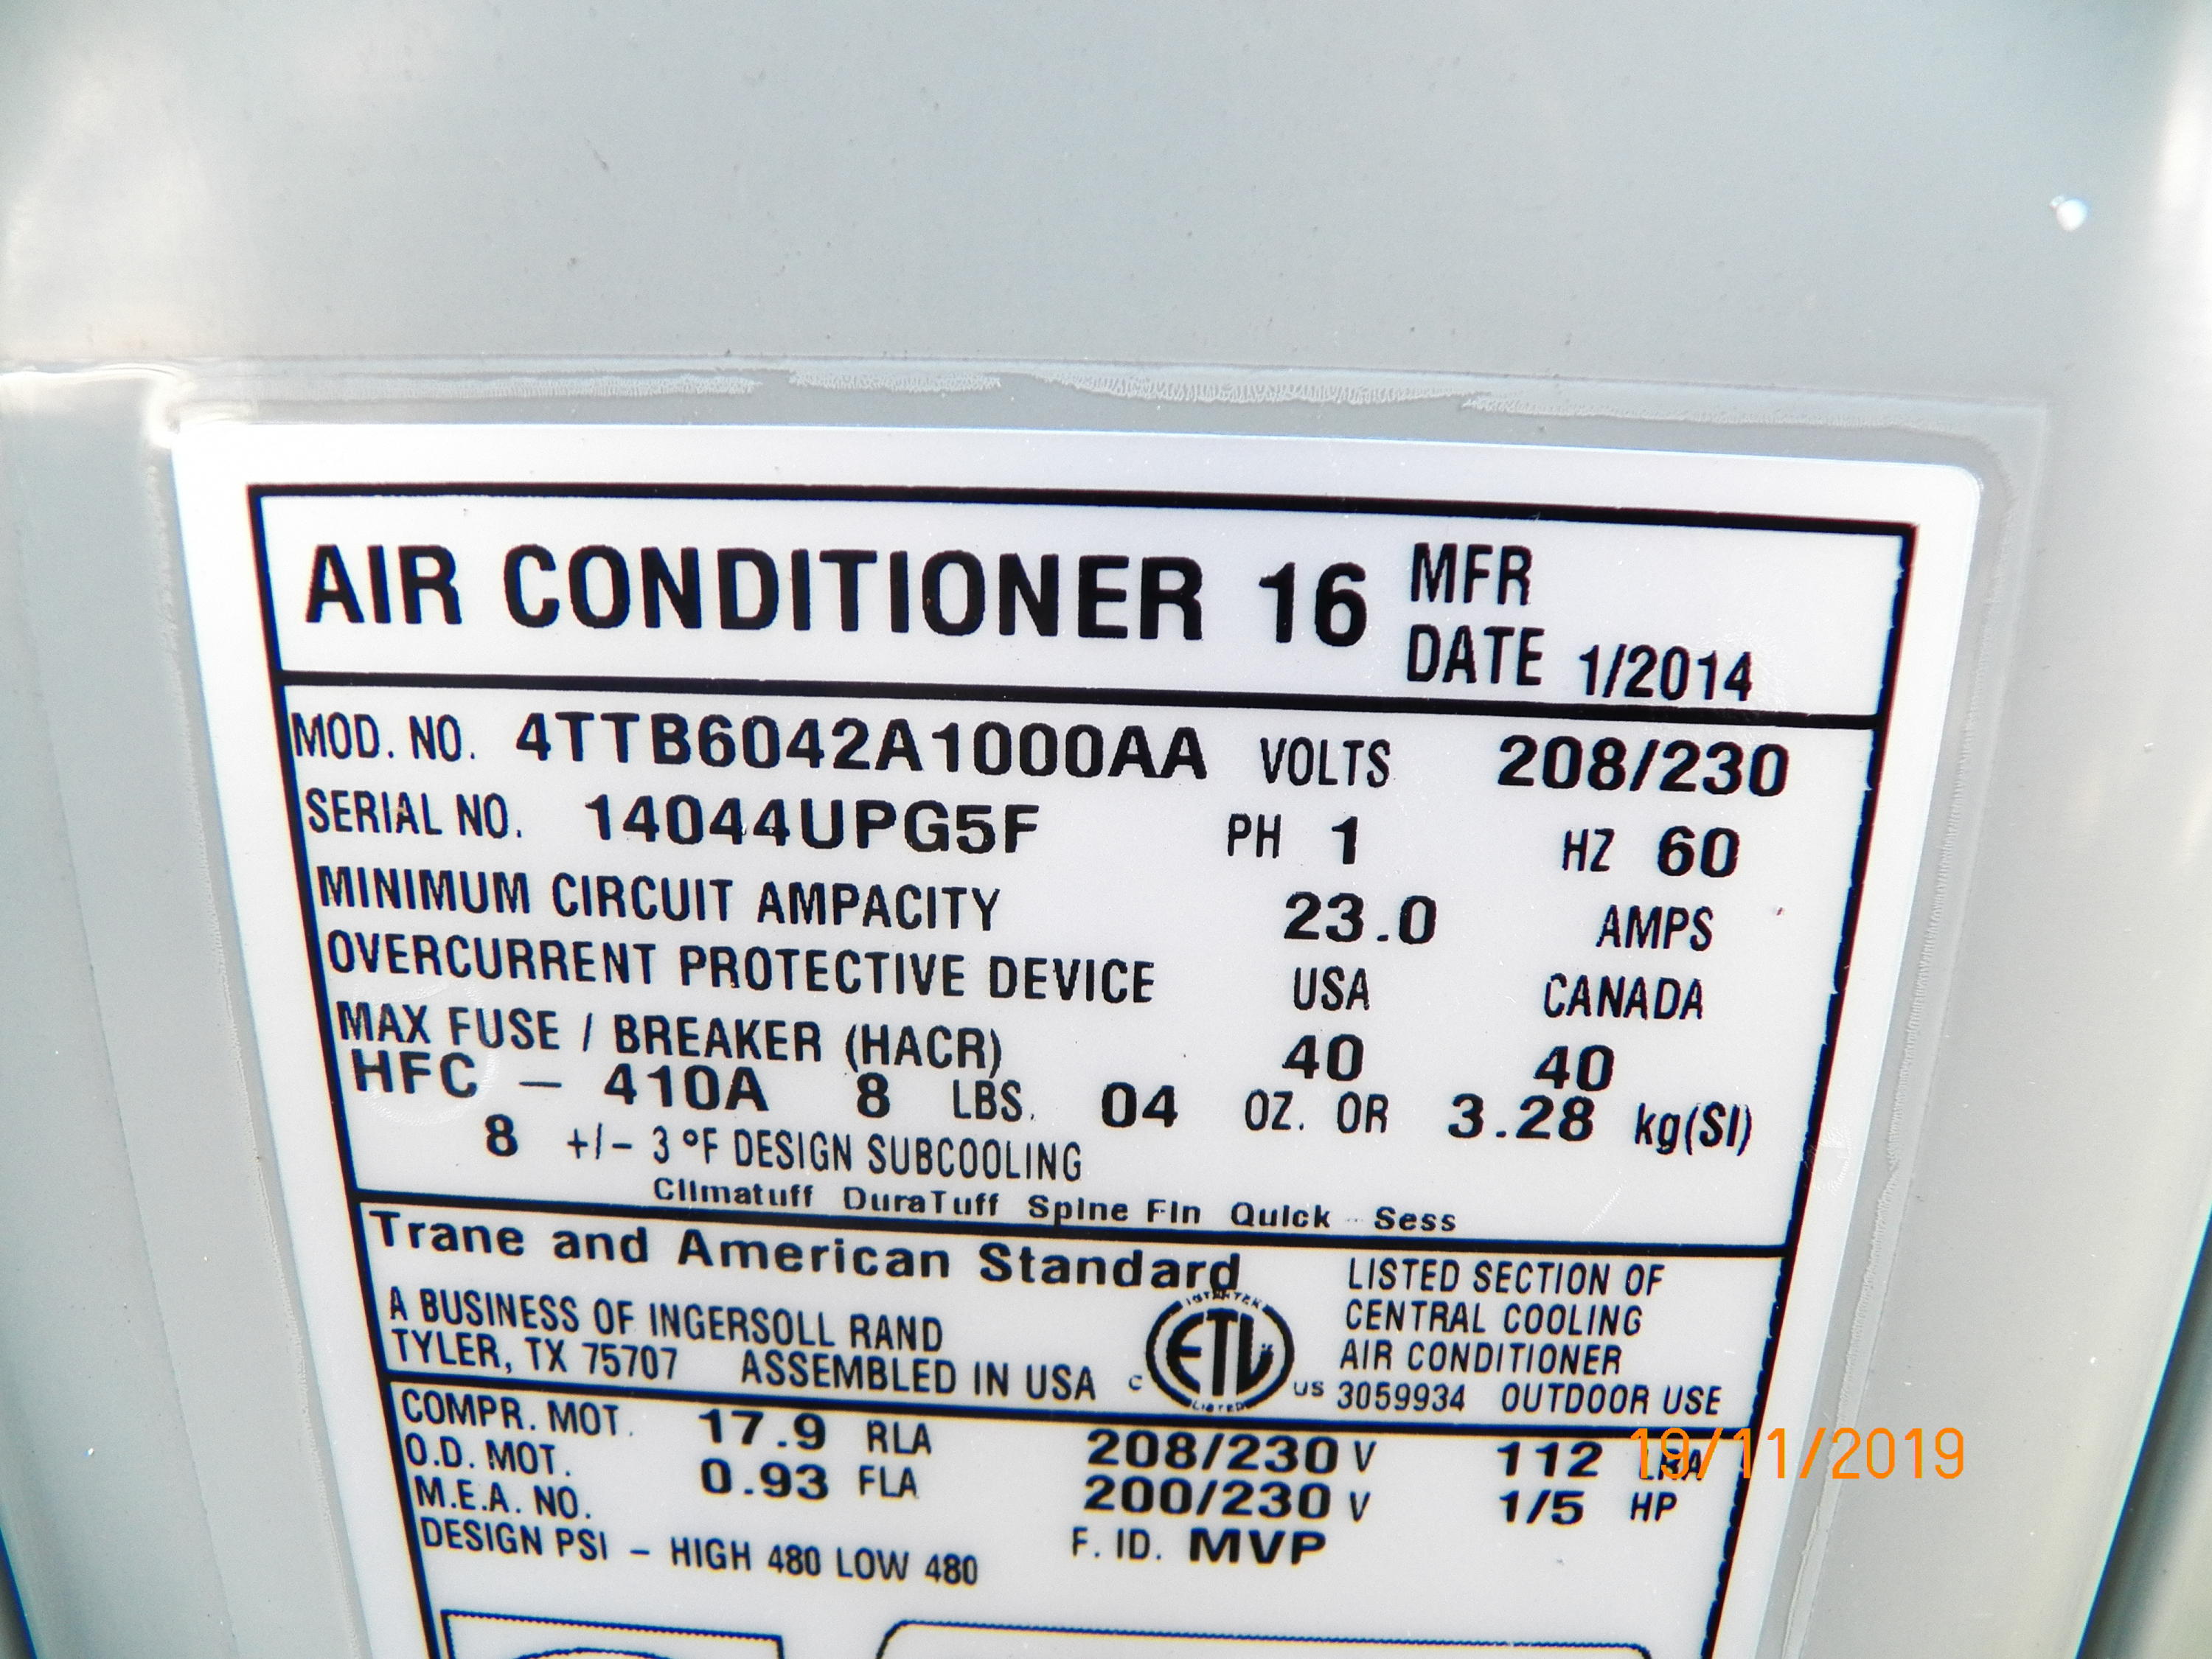 AIR CONDITIONER 16 MFR DATE 1/2014
MOD. NO. 4TTB6042A1000AA VOLTS 208/230
SERIAL NO. 14044UPG5F PH 1 HZ 60
MINIMUM CIRCUIT AMPACITY 23.0 AMPS
OVERCURRENT PROTECTIVE DEVICE USA CANADA
MAX FUSE / BREAKER (HACR) 40 40
HFC – 410A 8 LBS. 04 OZ. OR 3.28 kg(SI)
8 +/– 3 °F DESIGN SUBCOOLING
Climatuff DuraTuff Spine Fin Quick - Sess
Trane and American Standard
A BUSINESS OF INGERSOLL RAND
TYLER, TX 75707 ASSEMBLED IN USA
INTERTEK
C ETL US
LISTED
LISTED SECTION OF
CENTRAL COOLING
AIR CONDITIONER
3059934 OUTDOOR USE
COMPR. MOT. 17.9 RLA 208/230 V 112 LRA
O.D. MOT. 0.93 FLA 200/230 V 1/5 HP
M.E.A. NO. F. ID. MVP
DESIGN PSI – HIGH 480 LOW 480
19/11/2019